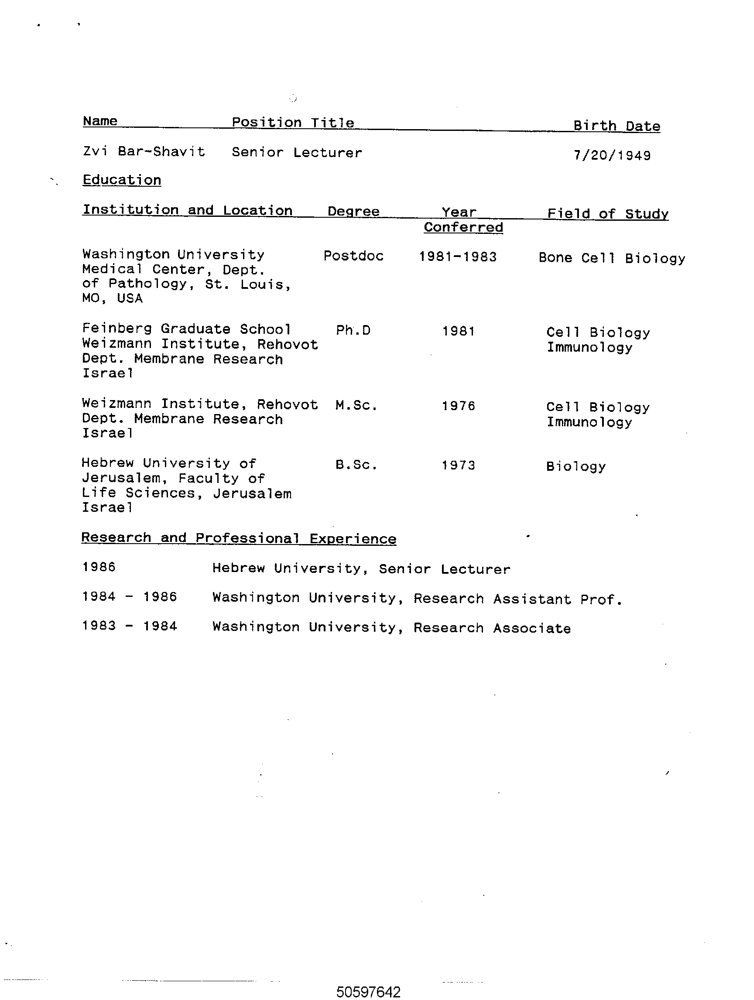 Name Position Title Birth Date
Zvi Bar-Shavit Senior Lecturer 7/20/1949
Education
Institution and Location Degree Year Field of Study
Conferred
Washington University Postdoc 1981-1983 Bone Cell Biology
Medical Center, Dept.
of Pathology, St. Louis,
MO, USA
Feinberg Graduate School Ph.D 1981 Cell Biology
Weizmann Institute, Rehovot Immunology
Dept. Membrane Research
Israel
Weizmann Institute, Rehovot M.Sc. 1976 Cell Biology
Dept. Membrane Research Immunology
Israel
Hebrew University of B.Sc. 1973 Biology
Jerusalem, Faculty of
Life Sciences, Jerusalem
Israel
Research and Professional Experience
1986 Hebrew University, Senior Lecturer
1984 - 1986 Washington University, Research Assistant Prof.
1983 - 1984 Washington University, Research Associate
50597642